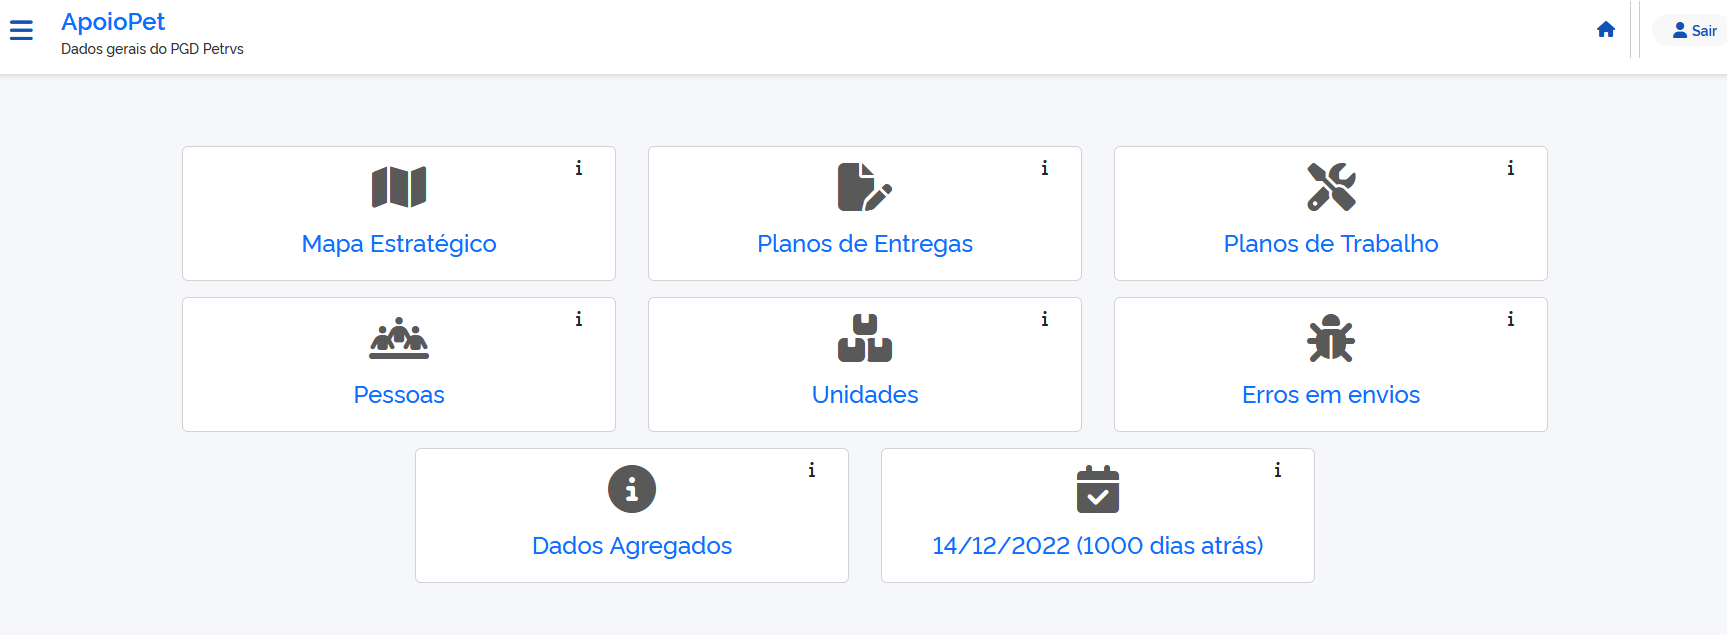 ApoioPet
Dados gerais do PGD Petrvs
Sair
Mapa Estratégico
Planos de Entregas
Planos de Trabalho
Pessoas
Unidades
Erros em envios
Dados Agregados
14/12/2022 (1000 dias atrás)